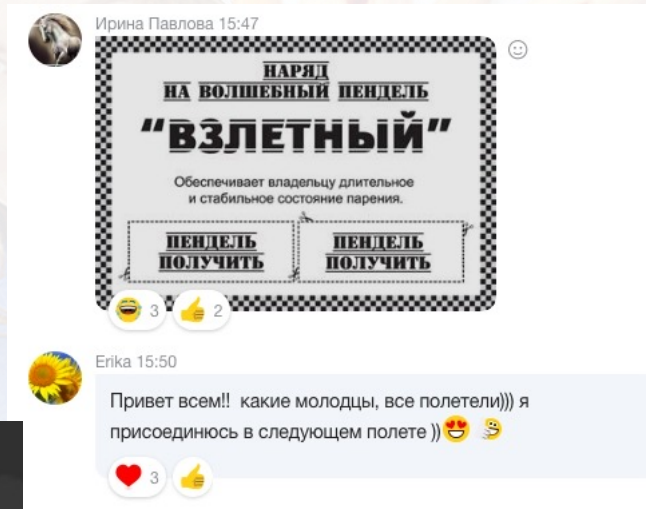 Ирина Павлова 15:47
НАРЯД
НА ВОЛШЕБНЫЙ ПЕНДЕЛЬ
“ВЗЛЕТНЫЙ”
Обеспечивает владельцу длительное
и стабильное состояние парения.
ПЕНДЕЛЬ
ПОЛУЧИТЬ
ПЕНДЕЛЬ
ПОЛУЧИТЬ
3 2
Erika 15:50
Привет всем!! какие молодцы, все полетели))) я
присоединюсь в следующем полете ))😍
3